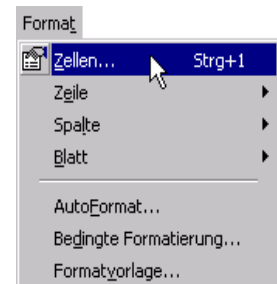 Format
Zellen... Strg+1
Zeile
Spalte
Blatt
AutoFormat...
Bedingte Formatierung...
Formatvorlage...